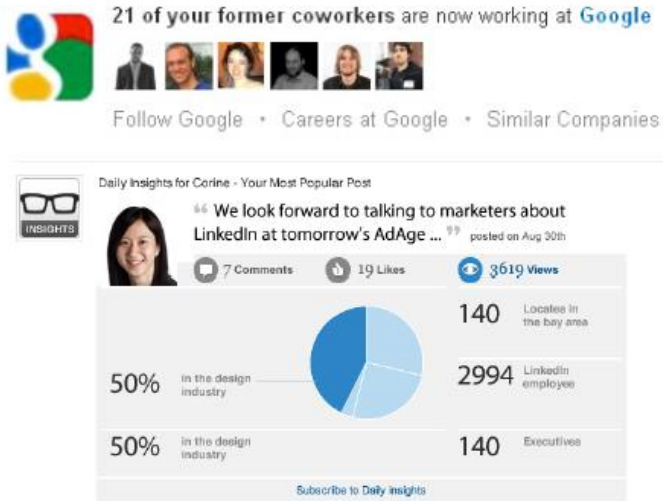 21 of your former coworkers are now working at Google
Follow Google • Careers at Google • Similar Companies
INSIGHTS
Daily Insights for Corine - Your Most Popular Post
“ We look forward to talking to marketers about
LinkedIn at tomorrow's AdAge ... ” posted on Aug 30th
7 Comments 19 Likes 3619 Views
140 Locates in
the bay area
50% in the design
industry
2994 LinkedIn
employee
50% in the design
industry
140 Executives
Subscribe to Daily insights